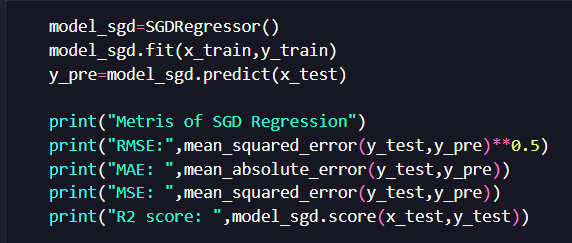 model_sgd=SGDRegressor()
model_sgd.fit(x_train,y_train)
y_pre=model_sgd.predict(x_test)
print("Metris of SGD Regression")
print("RMSE:",mean_squared_error(y_test,y_pre)**0.5)
print("MAE: ",mean_absolute_error(y_test,y_pre))
print("MSE: ",mean_squared_error(y_test,y_pre))
print("R2 score: ",model_sgd.score(x_test,y_test))